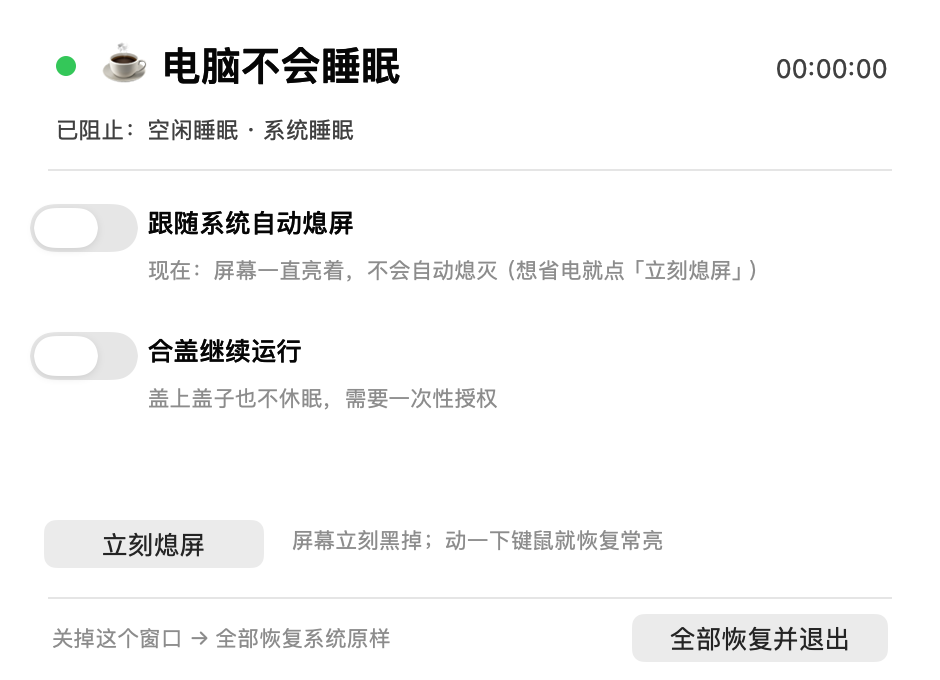 电脑不会睡眠 00:00:00
已阻止：空闲睡眠 · 系统睡眠
跟随系统自动熄屏
现在：屏幕一直亮着，不会自动熄灭（想省电就点「立刻熄屏」）
合盖继续运行
盖上盖子也不休眠，需要一次性授权
立刻熄屏 屏幕立刻黑掉；动一下键鼠就恢复常亮
关掉这个窗口 → 全部恢复系统原样 全部恢复并退出